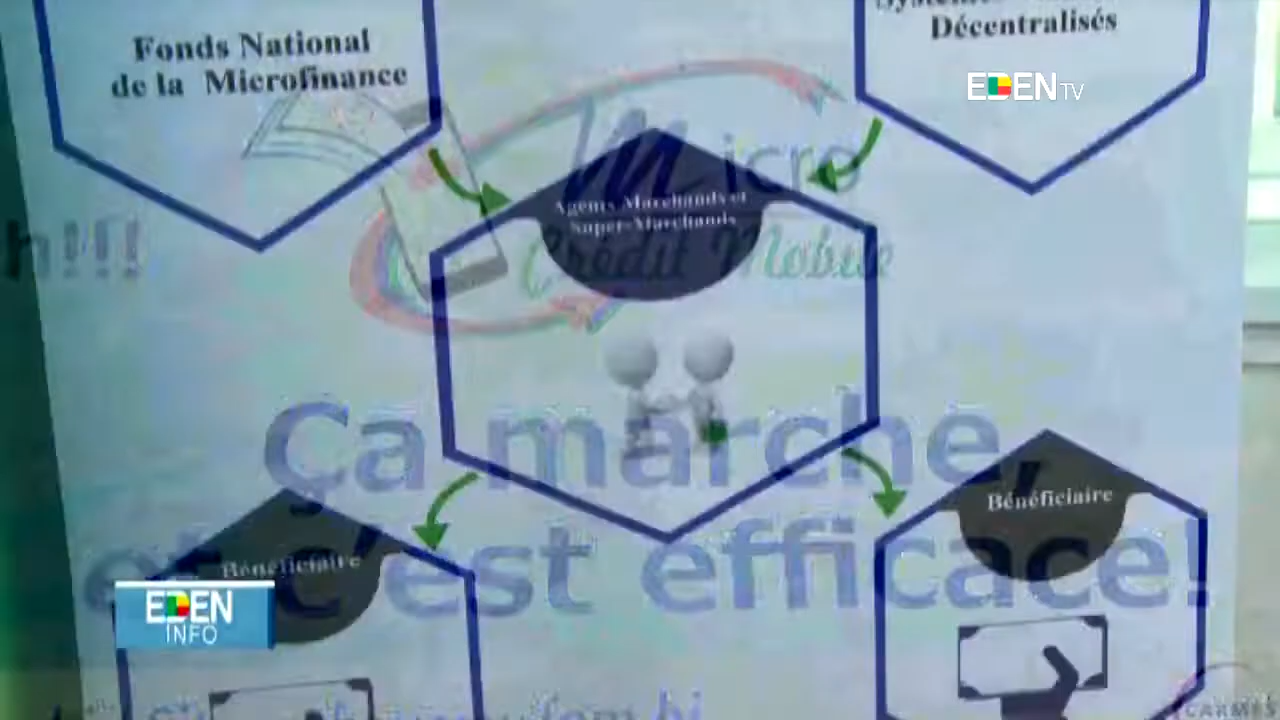 Fonds National
de la Microfinance
Décentralisés
EDEN TV
Micro
Crédit Mobile
Agents Marchands et
Super-Marchands
h!!!
Ça marche,
et c'est efficace!
Bénéficiaire
Bénéficiaire
EDEN
INFO
CARMES